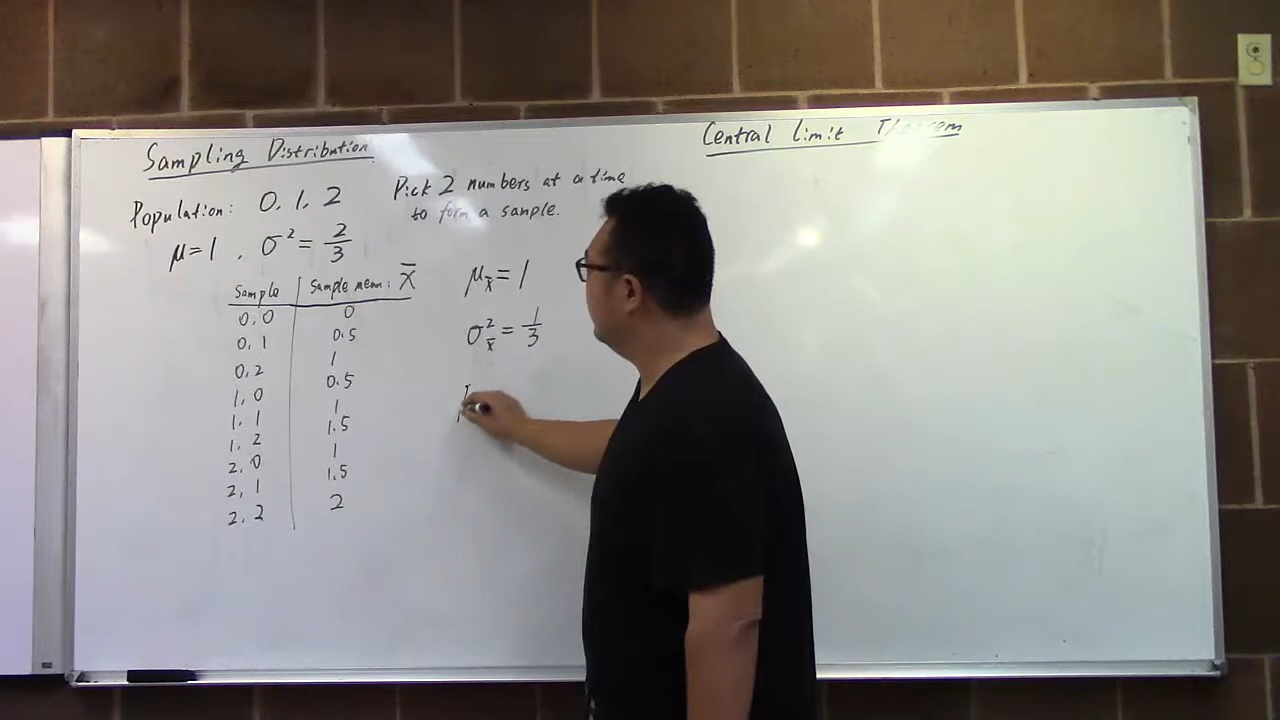 Sampling Distribution
Central Limit Theorem
Population: 0, 1, 2
Pick 2 numbers at a time
to form a sample.
μ=1, σ²= 2/3
Sample | Sample mean: x̄
0, 0 | 0
0, 1 | 0.5
0, 2 | 1
1, 0 | 0.5
1, 1 | 1
1, 2 | 1.5
2, 0 | 1
2, 1 | 1.5
2, 2 | 2
μx̄ = 1
σ²x̄ = 1/3